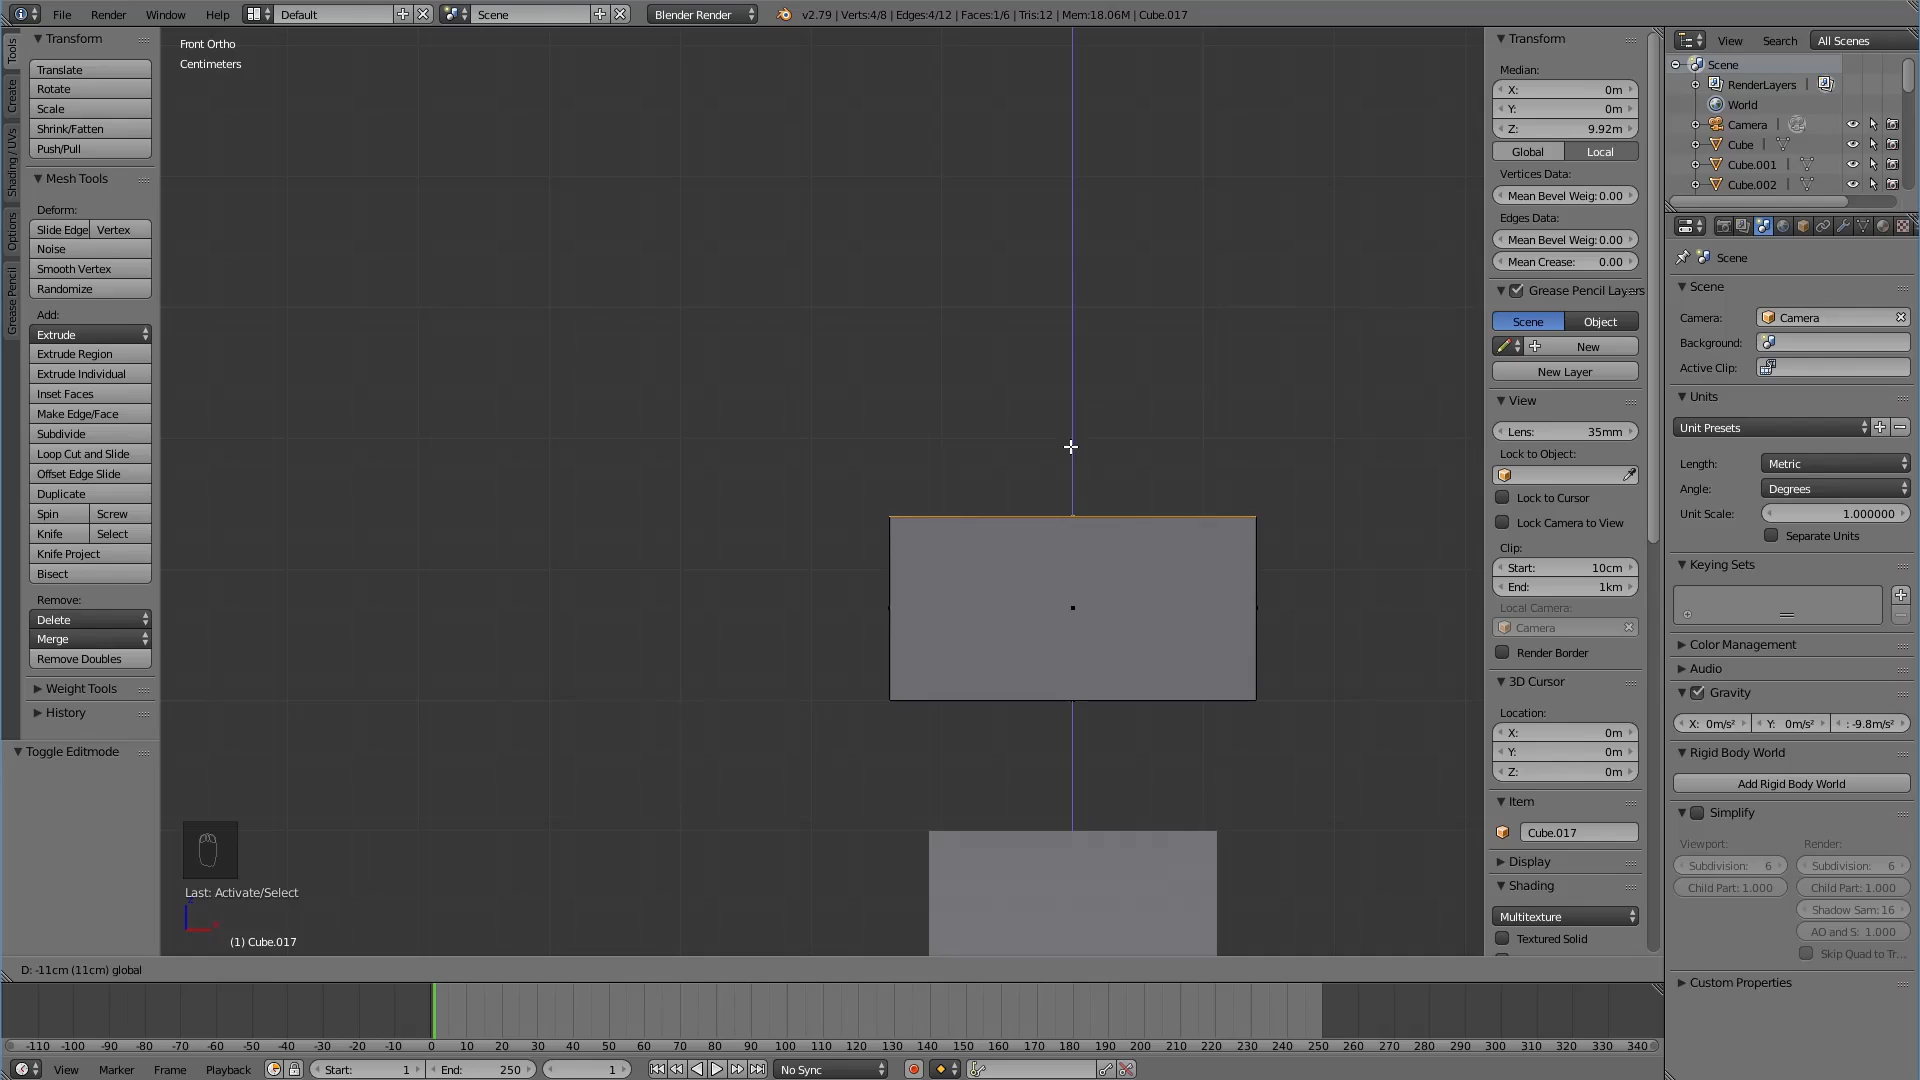 File Render Window Help Default Scene Blender Render v2.79 | Verts:4/8 | Edges:4/12 | Faces:1/6 | Tris:12 | Mem:18.06M | Cube.017
Tools
Create
Shading / UVs
Options
Grease Pencil
Transform
Translate
Rotate
Scale
Shrink/Fatten
Push/Pull
Mesh Tools
Deform:
Slide Edge Vertex
Noise
Smooth Vertex
Randomize
Add:
Extrude
Extrude Region
Extrude Individual
Inset Faces
Make Edge/Face
Subdivide
Loop Cut and Slide
Offset Edge Slide
Duplicate
Spin Screw
Knife Select
Knife Project
Bisect
Remove:
Delete
Merge
Remove Doubles
Weight Tools
History
Toggle Editmode
Front Ortho
Centimeters
Last: Activate/Select
(1) Cube.017
D: -11cm (11cm) global
Transform
Median:
X: 0m
Y: 0m
Z: 9.92m
Global Local
Vertices Data:
Mean Bevel Weig: 0.00
Edges Data:
Mean Bevel Weig: 0.00
Mean Crease: 0.00
Grease Pencil Layers
Scene Object
New
New Layer
View
Lens: 35mm
Lock to Object:
Lock to Cursor
Lock Camera to View
Clip:
Start: 10cm
End: 1km
Local Camera:
Camera
Render Border
3D Cursor
Location:
X: 0m
Y: 0m
Z: 0m
Item
Cube.017
Display
Shading
Multitexture
Textured Solid
View Search All Scenes
Scene
RenderLayers |
World
Camera |
Cube |
Cube.001 |
Cube.002 |
Scene
Scene
Camera: Camera
Background:
Active Clip:
Units
Unit Presets
Length: Metric
Angle: Degrees
Unit Scale: 1.000000
Separate Units
Keying Sets
Color Management
Audio
Gravity
X: 0m/s² Y: 0m/s² : -9.8m/s²
Rigid Body World
Add Rigid Body World
Simplify
Viewport: Render:
Subdivision: 6 Subdivision: 6
Child Part: 1.000 Child Part: 1.000
Shadow Sam: 16
AO and S: 1.000
Skip Quad to Tr...
Custom Properties
-110 -100 -90 -80 -70 -60 -50 -40 -30 -20 -10 0 10 20 30 40 50 60 70 80 90 100 110 120 130 140 150 160 170 180 190 200 210 220 230 240 250 260 270 280 290 300 310 320 330 340
View Marker Frame Playback Start: 1 End: 250 1 No Sync